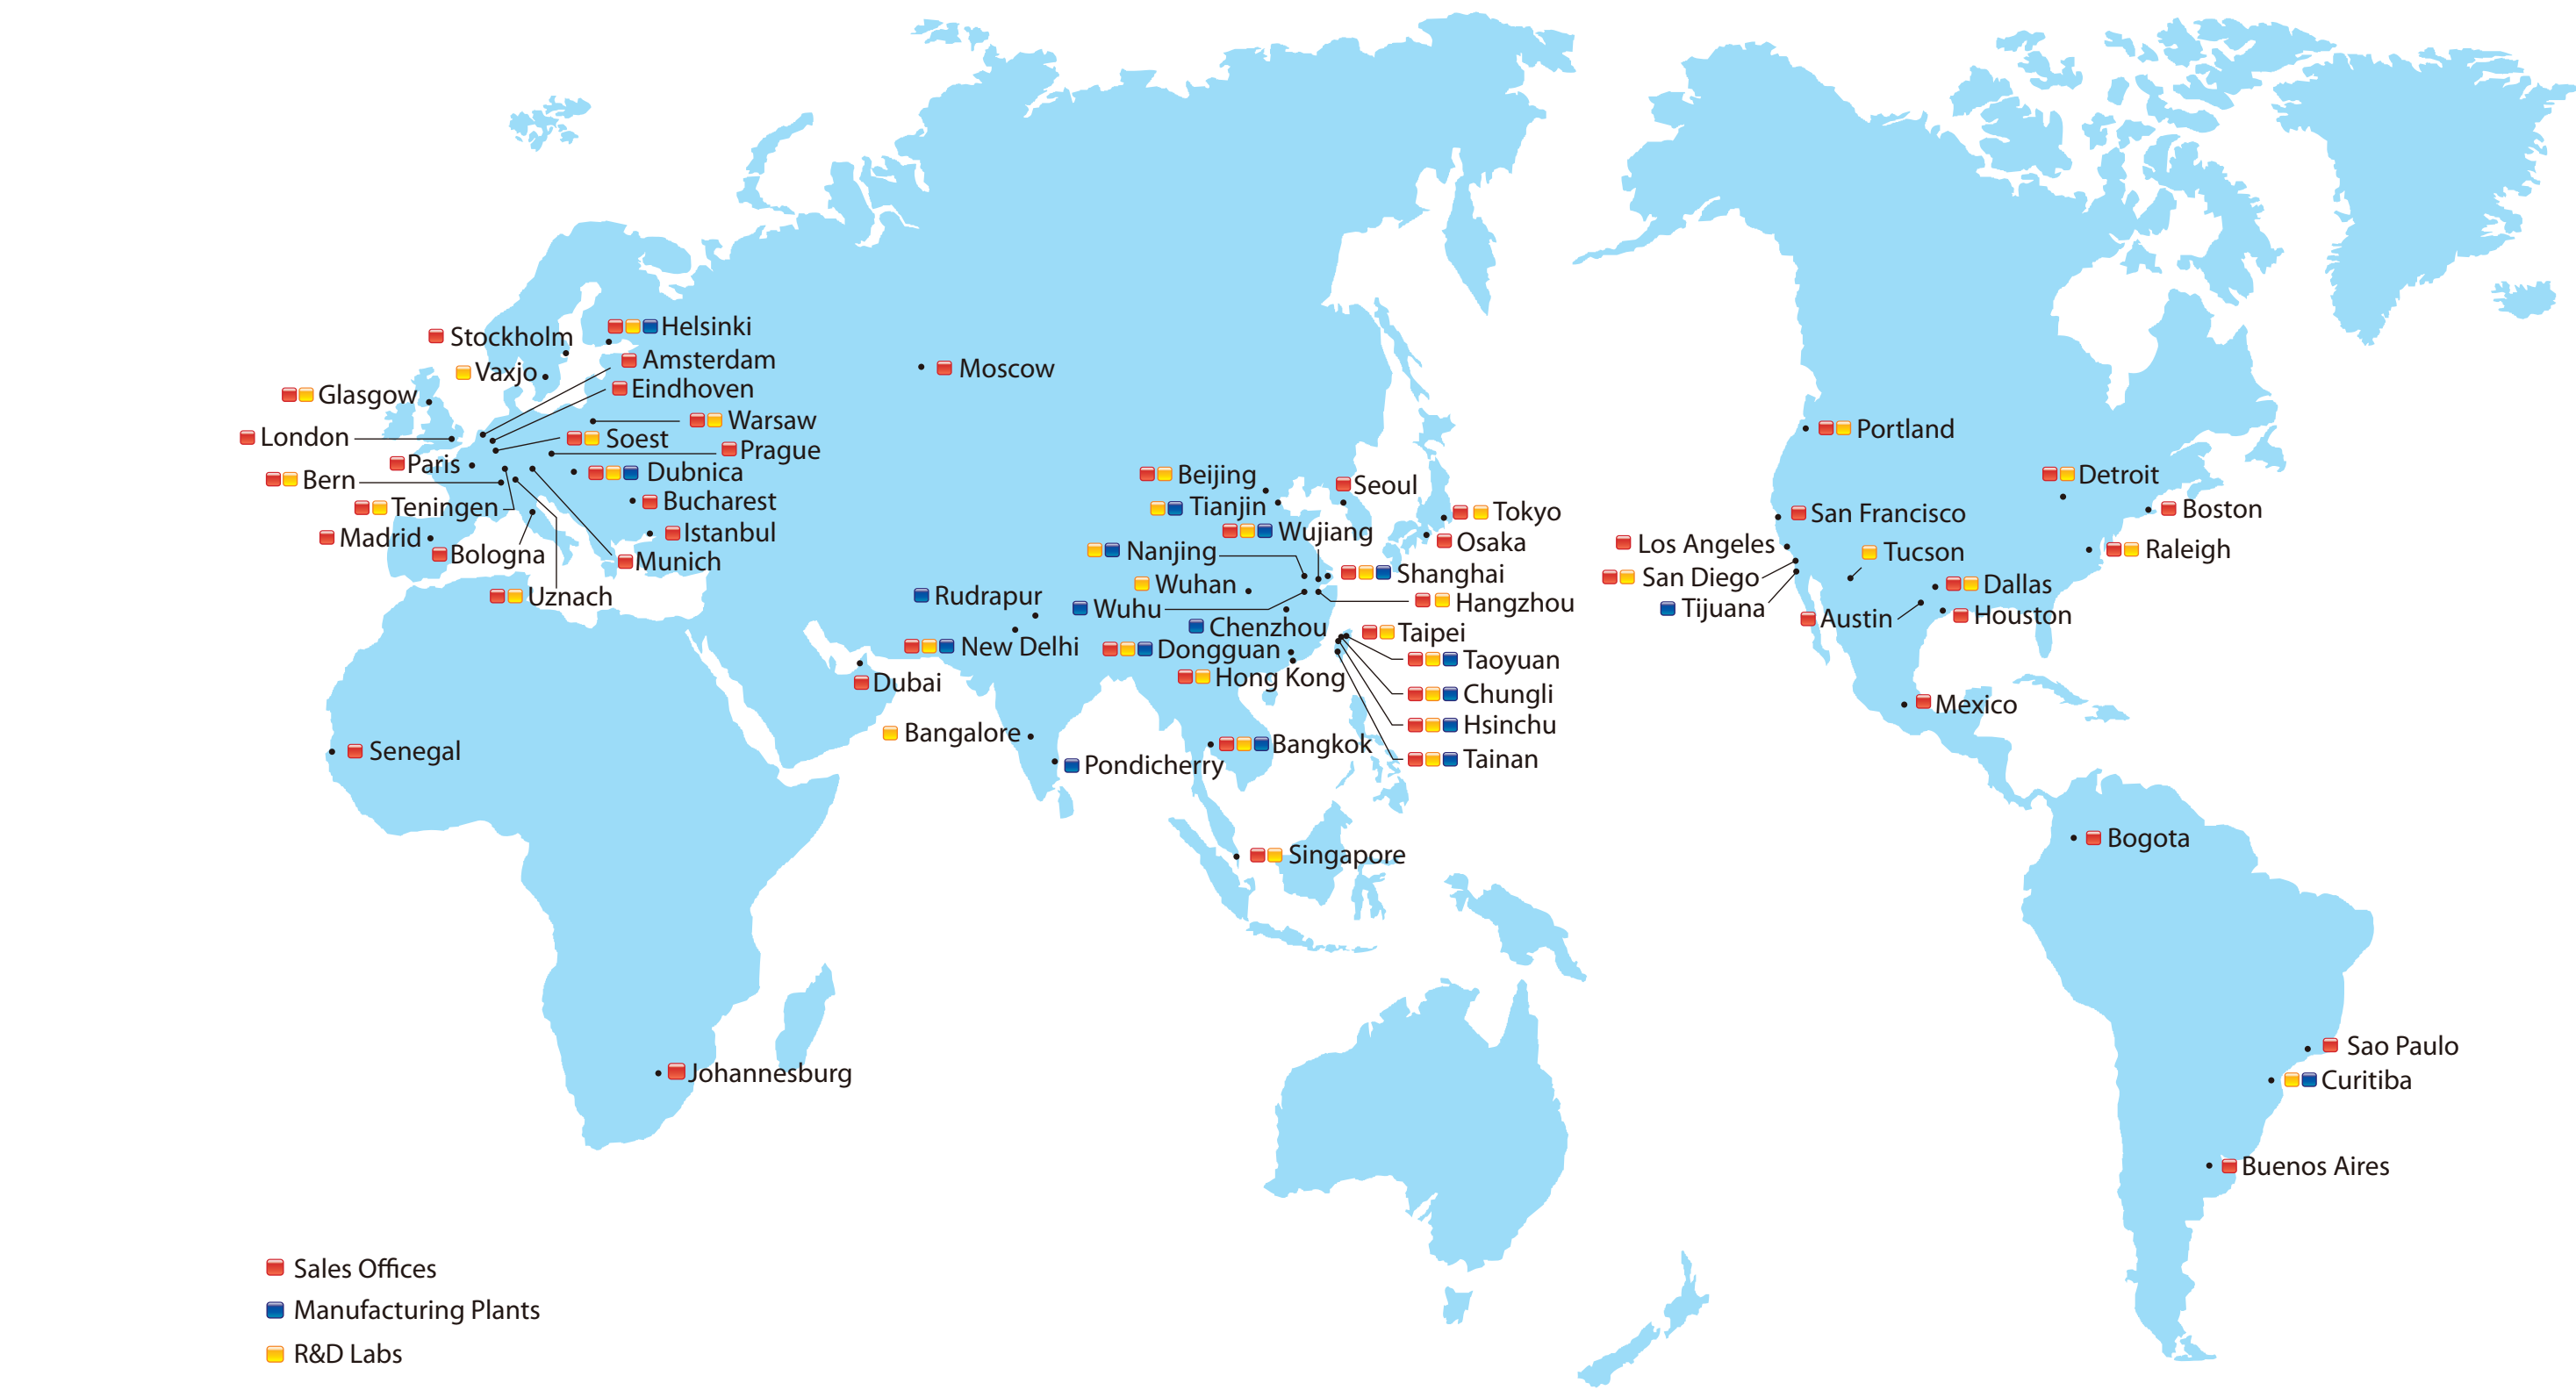 Stockholm
Helsinki
Amsterdam
Vaxjo
Eindhoven
Glasgow
Warsaw
London
Soest
Prague
Paris
Dubnica
Bern
Bucharest
Teningen
Istanbul
Madrid
Bologna
Munich
Uznach
Moscow
Senegal
Johannesburg
Dubai
Rudrapur
New Delhi
Bangalore
Pondicherry
Beijing
Seoul
Tianjin
Tokyo
Wujiang
Osaka
Nanjing
Shanghai
Wuhan
Hangzhou
Wuhu
Chenzhou
Taipei
Dongguan
Taoyuan
Hong Kong
Chungli
Hsinchu
Bangkok
Tainan
Singapore
Portland
Detroit
Boston
San Francisco
Los Angeles
Tucson
Raleigh
San Diego
Dallas
Tijuana
Austin
Houston
Mexico
Bogota
Sao Paulo
Curitiba
Buenos Aires
Sales Offices
Manufacturing Plants
R&D Labs